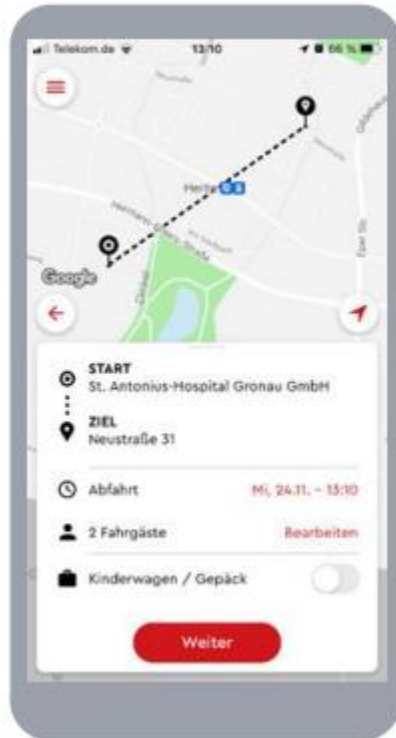 Telekom.de
13:10
66 %
Neustraße
Google
START
St. Antonius-Hospital Gronau GmbH
ZIEL
Neustraße 31
Abfahrt
Mi, 24.11. - 13:10
2 Fahrgäste
Bearbeiten
Kinderwagen / Gepäck
Weiter